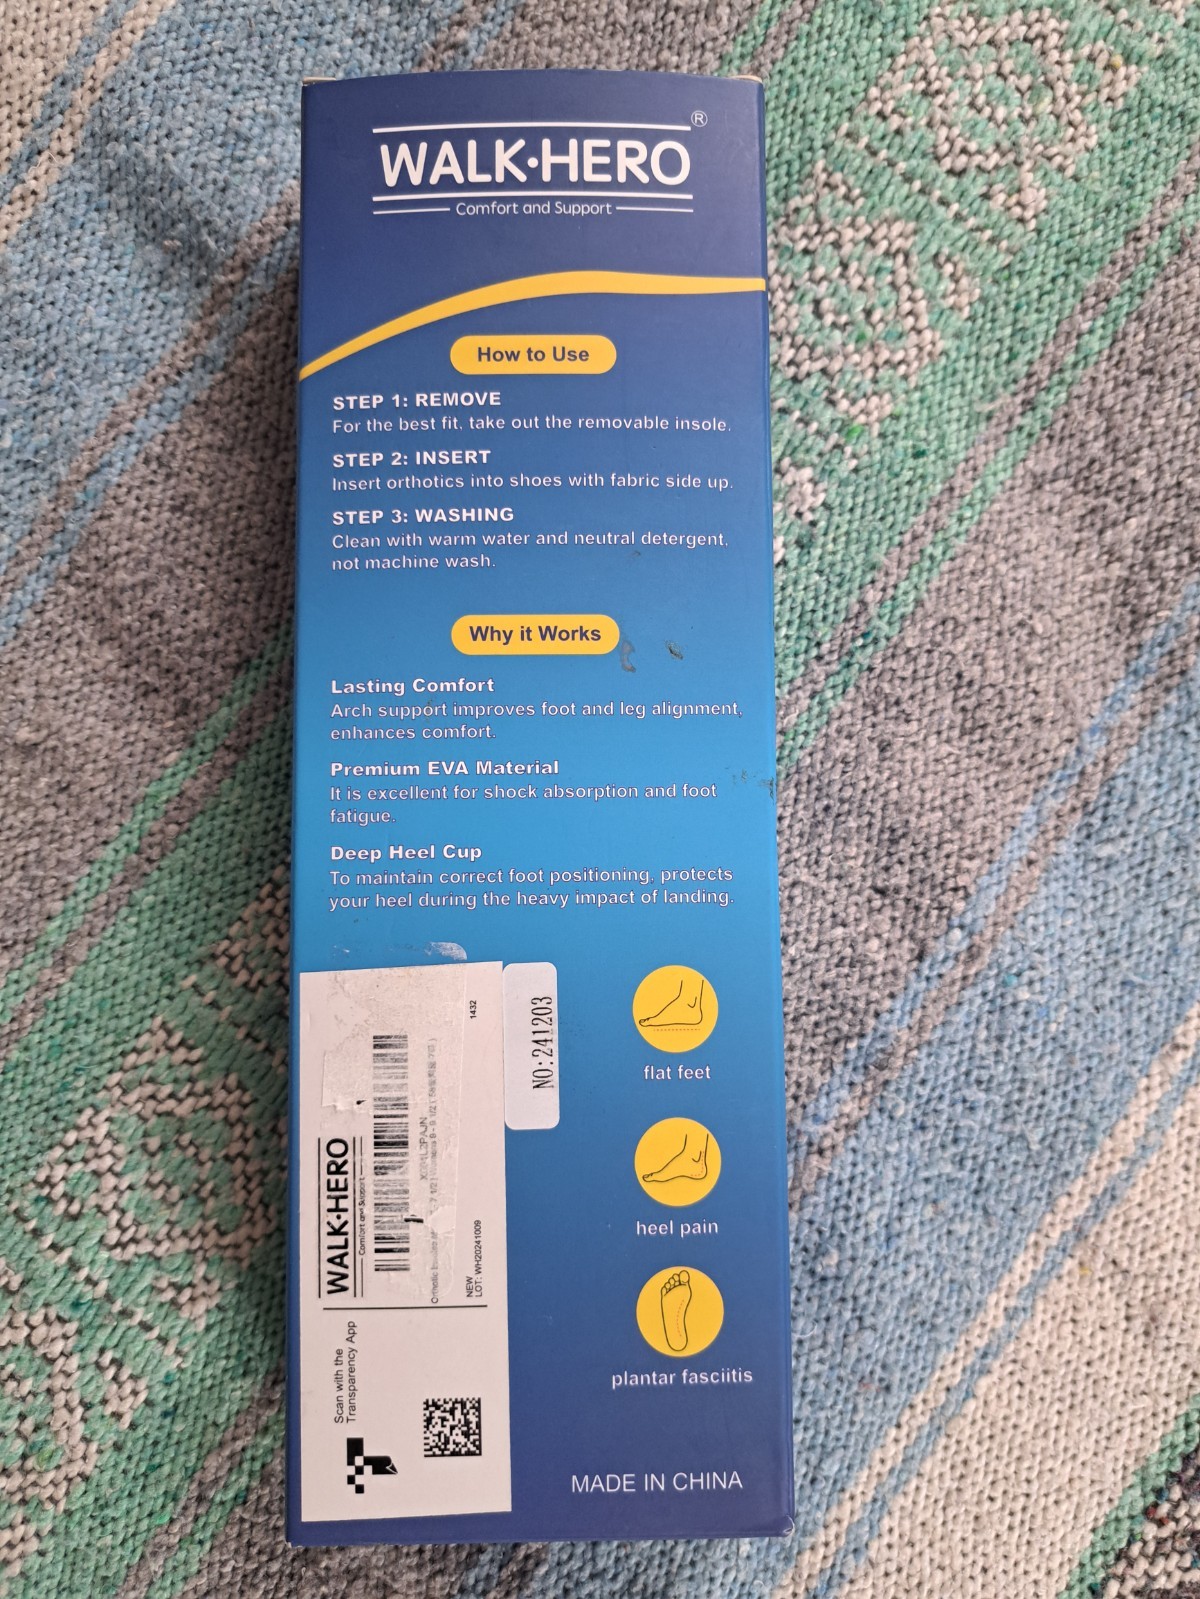 WALK·HERO®
Comfort and Support
How to Use
STEP 1: REMOVE
For the best fit, take out the removable insole.
STEP 2: INSERT
Insert orthotics into shoes with fabric side up.
STEP 3: WASHING
Clean with warm water and neutral detergent,
not machine wash.
Why it Works
Lasting Comfort
Arch support improves foot and leg alignment,
enhances comfort.
Premium EVA Material
It is excellent for shock absorption and foot
fatigue.
Deep Heel Cup
To maintain correct foot positioning, protects
your heel during the heavy impact of landing.
flat feet
heel pain
plantar fasciitis
MADE IN CHINA
NO:241203
WALK·HERO
Comfort and Support
NEW
LOT: WH20241009
1432
Scan with the
Transparency App